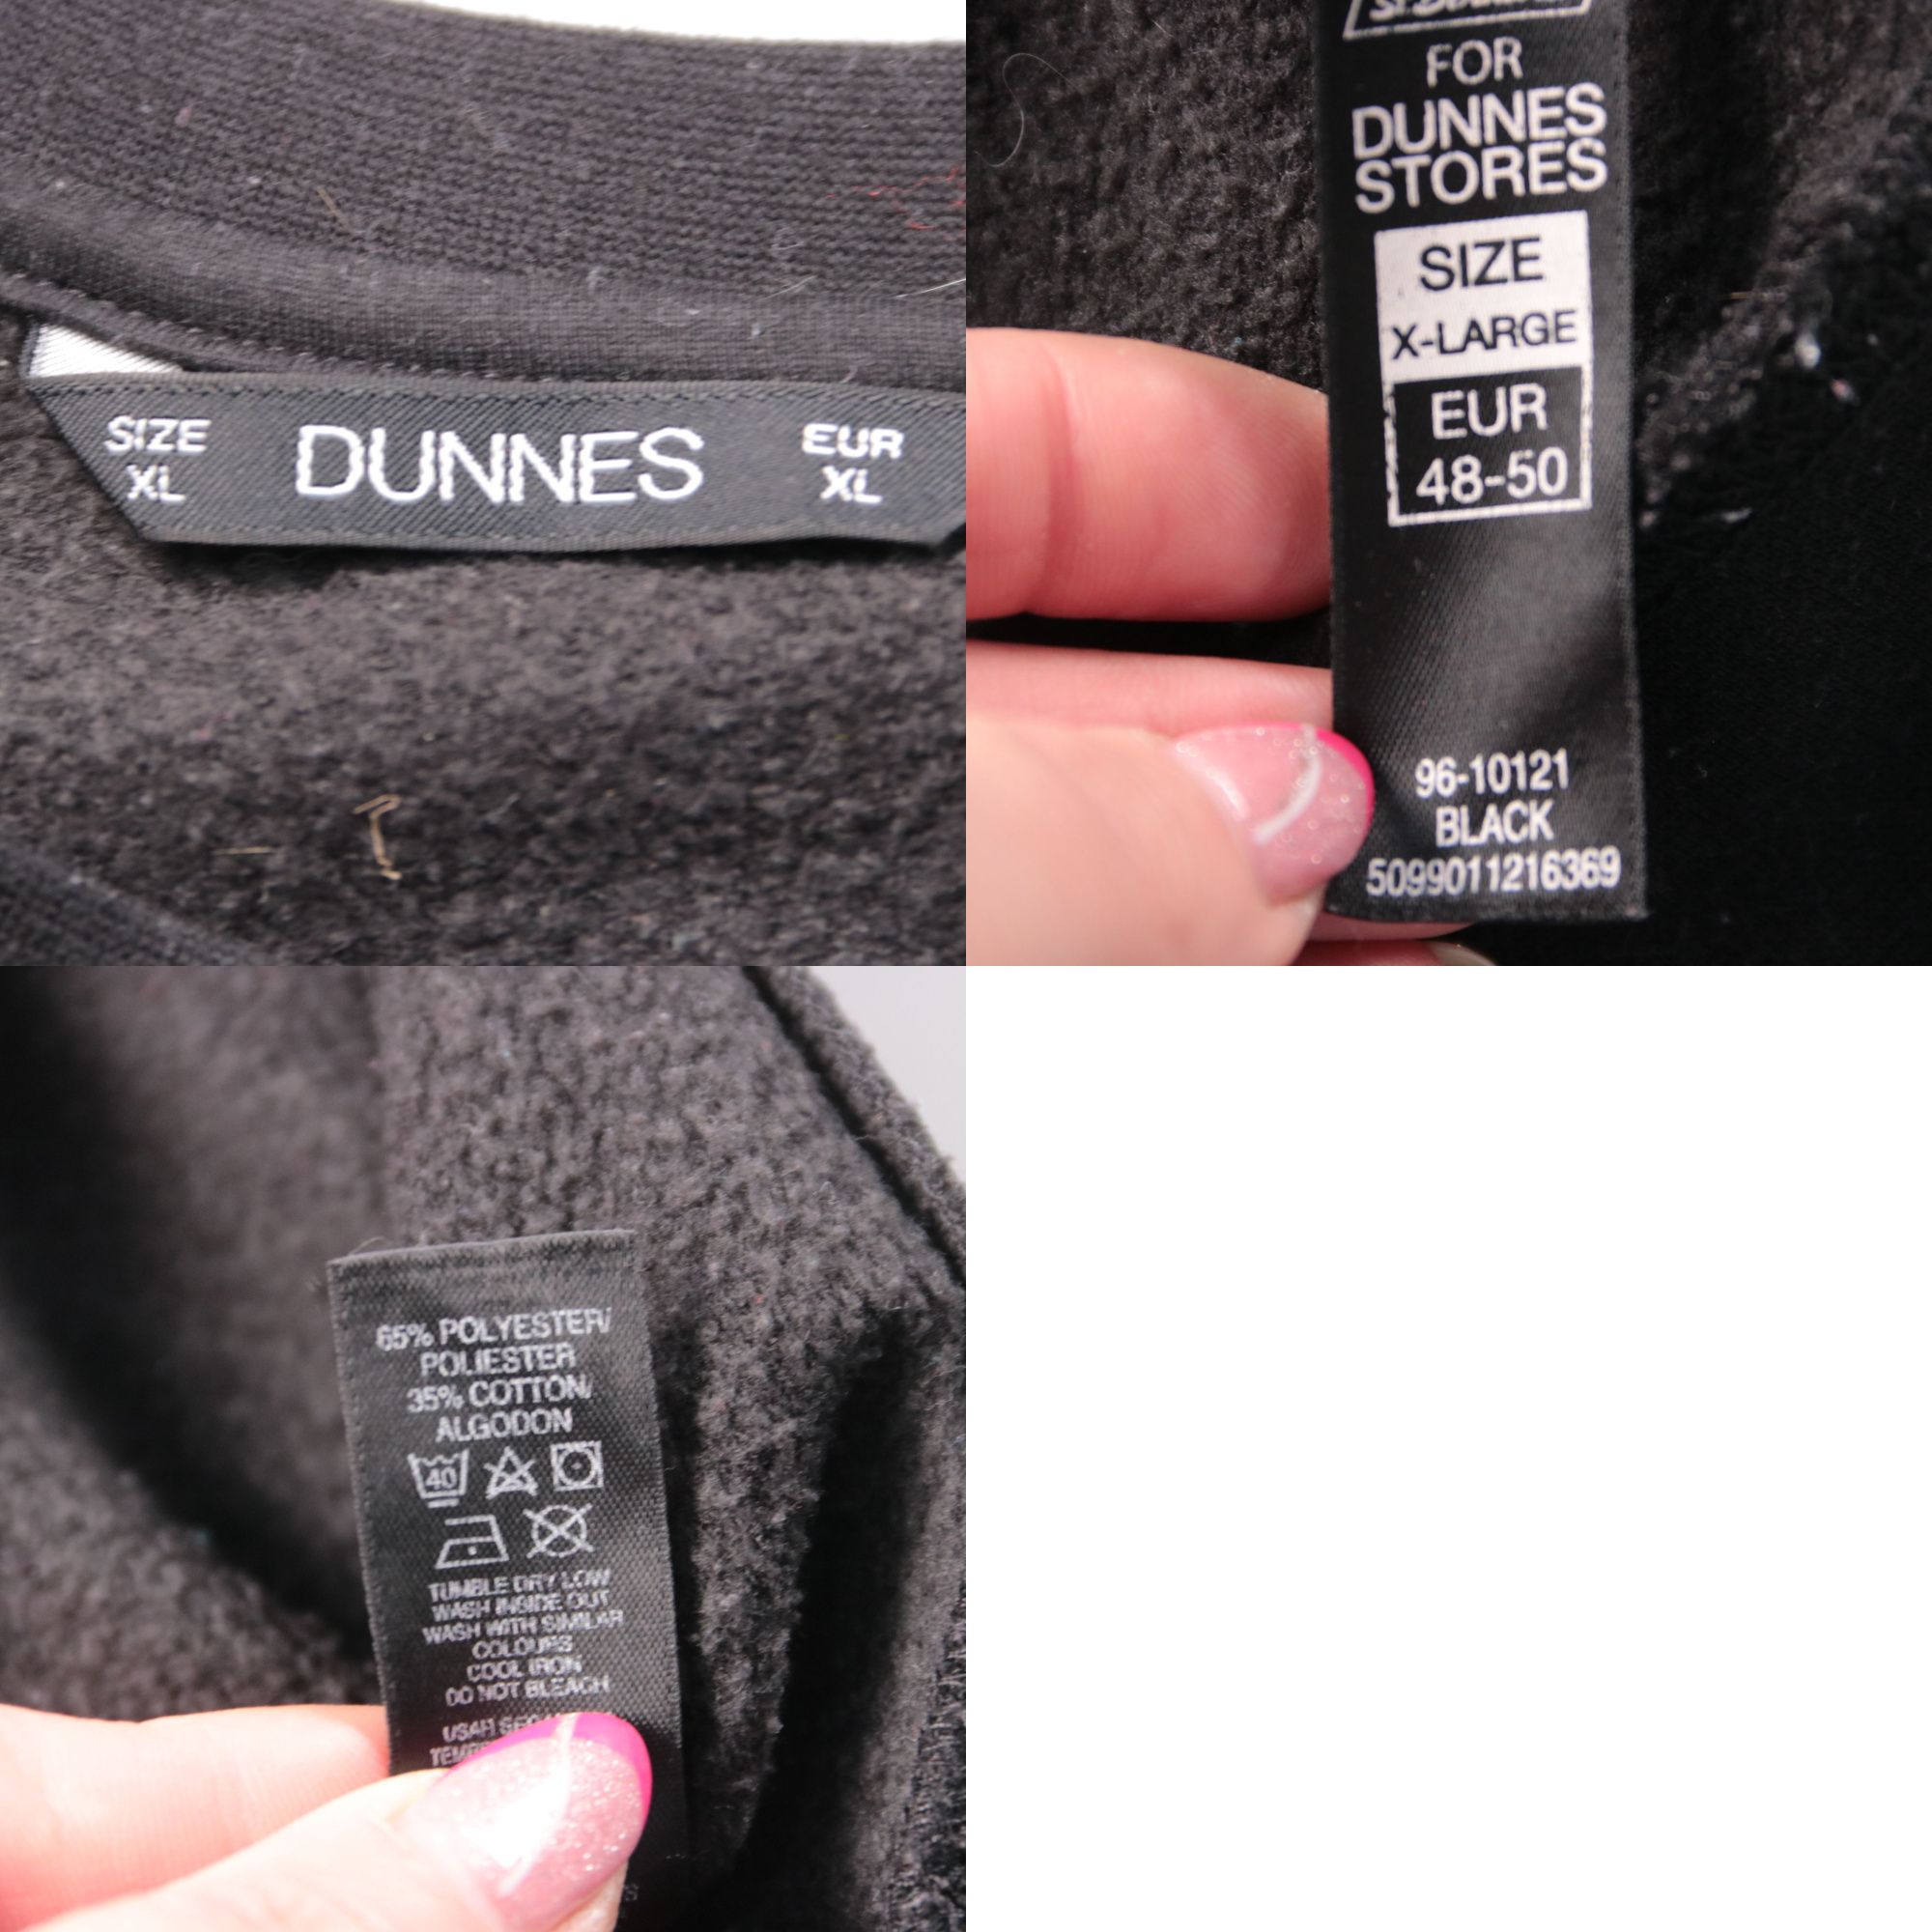 SIZE
XL
DUNNES
EUR
XL
FOR
DUNNES
STORES
SIZE
X-LARGE
EUR
48-50
96-10121
BLACK
5099011216369
65% POLYESTER/
POLIESTER
35% COTTON/
ALGODON
40
TUMBLE DRY LOW
WASH INSIDE OUT
WASH WITH SIMILAR
COLOURS
COOL IRON
DO NOT BLEACH
USAR